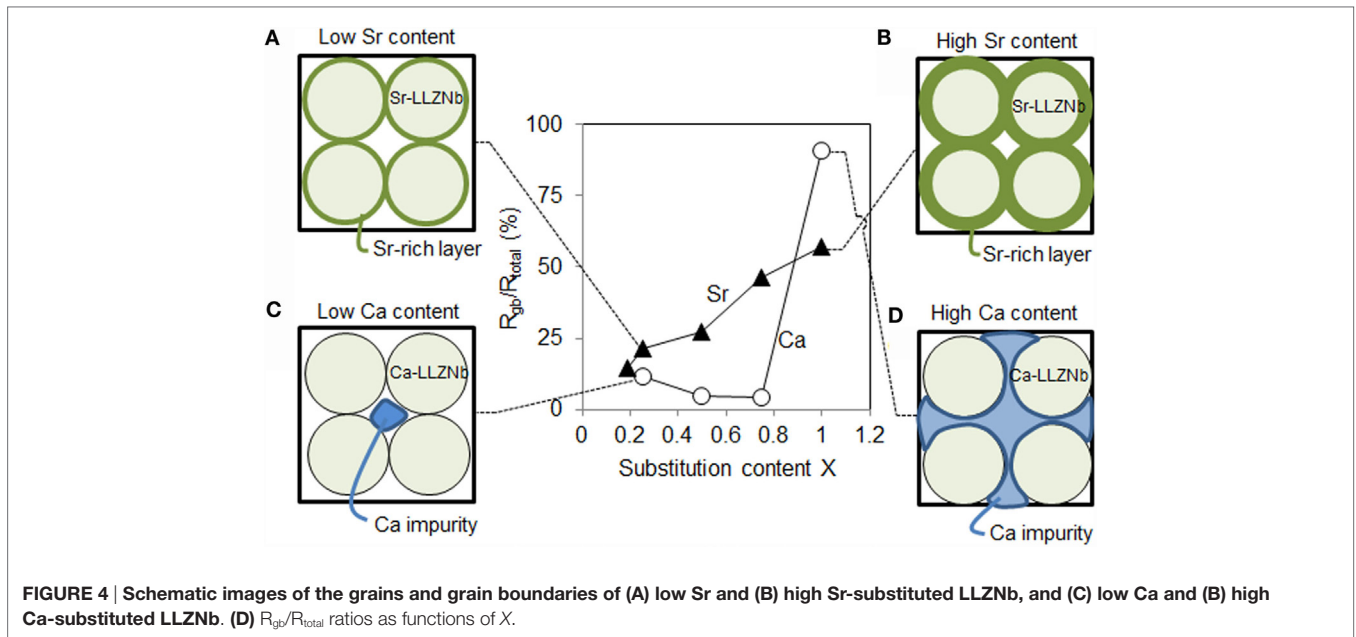 A
Low Sr content
Sr-LLZNb
Sr-rich layer
B
High Sr content
Sr-LLZNb
Sr-rich layer
C
Low Ca content
Ca-LLZNb
Ca impurity
D
High Ca content
Ca-LLZNb
Ca impurity
R_gb/R_total (%)
100
75
50
25
0
Sr
Ca
0 0.2 0.4 0.6 0.8 1 1.2
Substitution content X
FIGURE 4 | Schematic images of the grains and grain boundaries of (A) low Sr and (B) high Sr-substituted LLZNb, and (C) low Ca and (B) high
Ca-substituted LLZNb. (D) R_gb/R_total ratios as functions of X.